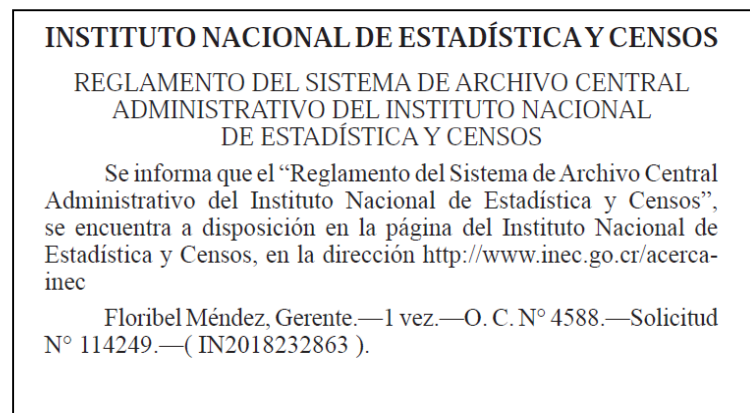 INSTITUTO NACIONAL DE ESTADÍSTICA Y CENSOS
REGLAMENTO DEL SISTEMA DE ARCHIVO CENTRAL
ADMINISTRATIVO DEL INSTITUTO NACIONAL
DE ESTADÍSTICA Y CENSOS
Se informa que el “Reglamento del Sistema de Archivo Central
Administrativo del Instituto Nacional de Estadística y Censos”,
se encuentra a disposición en la página del Instituto Nacional de
Estadística y Censos, en la dirección http://www.inec.go.cr/acerca-
inec
Floribel Méndez, Gerente.—1 vez.—O. C. N° 4588.—Solicitud
N° 114249.—( IN2018232863 ).